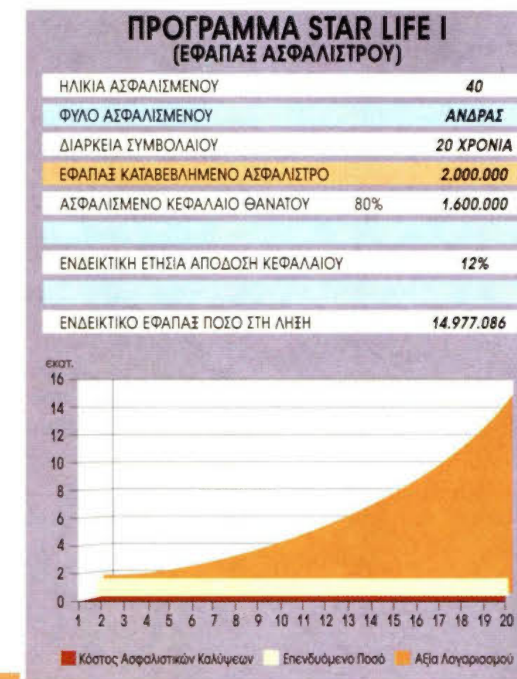 ΠΡΟΓΡΑΜΜΑ STAR LIFE I
(ΕΦΑΠΑΞ ΑΣΦΑΛΙΣΤΡΟΥ)
ΗΛΙΚΙΑ ΑΣΦΑΛΙΣΜΕΝΟΥ 40
ΦΥΛΟ ΑΣΦΑΛΙΣΜΕΝΟΥ ΑΝΔΡΑΣ
ΔΙΑΡΚΕΙΑ ΣΥΜΒΟΛΑΙΟΥ 20 ΧΡΟΝΙΑ
ΕΦΑΠΑΞ ΚΑΤΑΒΕΒΛΗΜΕΝΟ ΑΣΦΑΛΙΣΤΡΟ 2.000.000
ΑΣΦΑΛΙΣΜΕΝΟ ΚΕΦΑΛΑΙΟ ΘΑΝΑΤΟΥ 80% 1.600.000
ΕΝΔΕΙΚΤΙΚΗ ΕΤΗΣΙΑ ΑΠΟΔΟΣΗ ΚΕΦΑΛΑΙΟΥ 12%
ΕΝΔΕΙΚΤΙΚΟ ΕΦΑΠΑΞ ΠΟΣΟ ΣΤΗ ΛΗΞΗ 14.977.086
εκατ.
16
14
12
10
8
6
4
2
0
1 2 3 4 5 6 7 8 9 10 11 12 13 14 15 16 17 18 19 20
Κόστος Ασφαλιστικών Καλύψεων Επενδυόμενο Ποσό Αξία Λογαριασμού